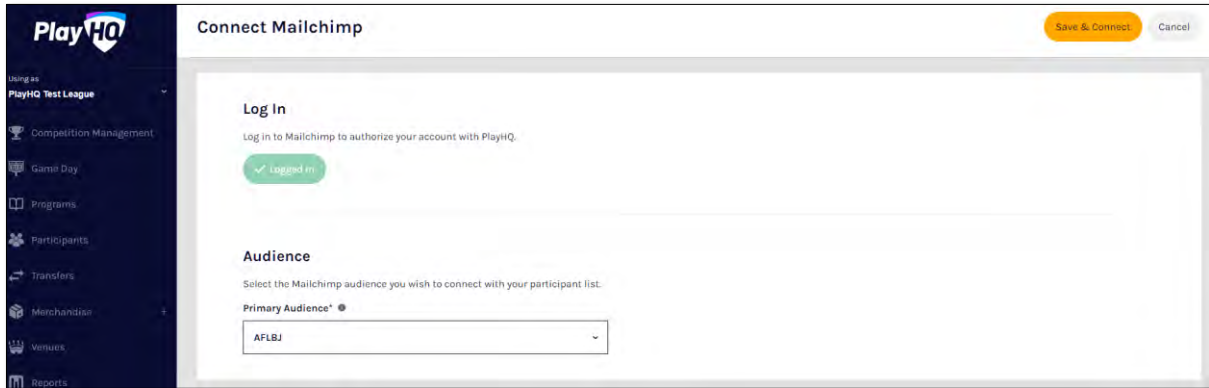 PlayHQ
Connect Mailchimp
Save & Connect
Cancel
Using as
PlayHQ Test League
Competition Management
Game Day
Programs
Participants
Transfers
Merchandise +
Venues
Reports
Log In
Log in to Mailchimp to authorize your account with PlayHQ.
Logged in
Audience
Select the Mailchimp audience you wish to connect with your participant list.
Primary Audience*
AFLBJ